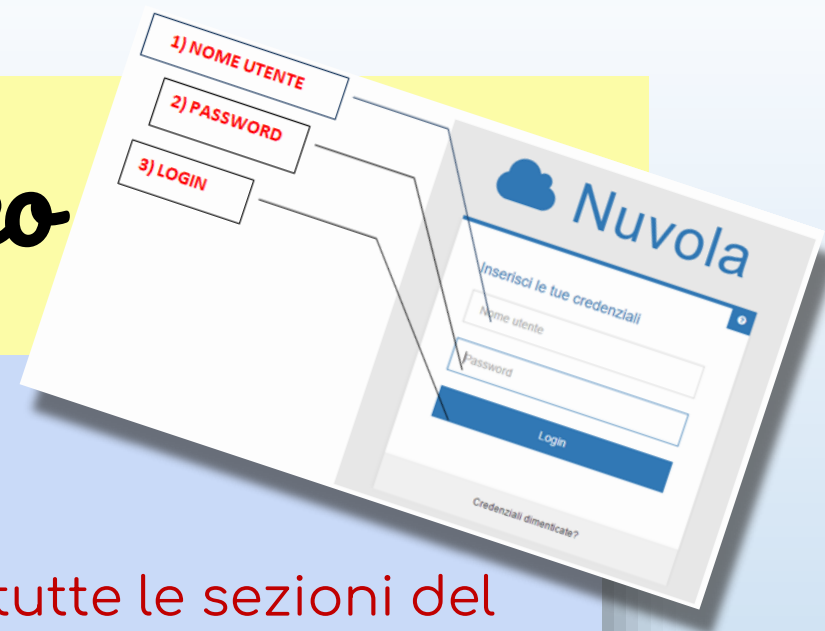 1) NOME UTENTE
2) PASSWORD
3) LOGIN
Nuvola
Inserisci le tue credenziali
Nome utente
Password
Login
Credenziali dimenticate?
tutte le sezioni del